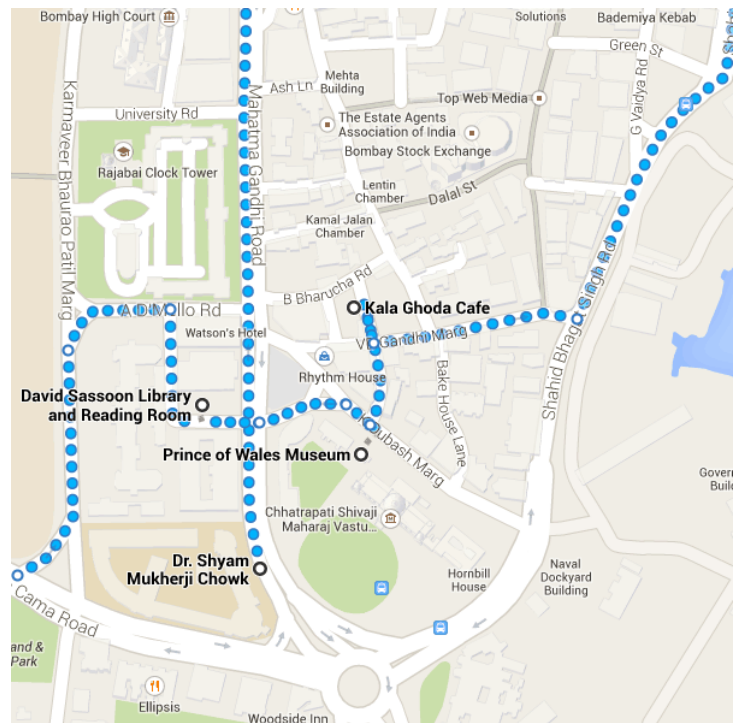 Bombay High Court
Solutions
Bademiya Kebab
Green St
Mehta
Building
Ash Ln
Top Web Media
G Vaidya Rd
University Rd
The Estate Agents
Association of India
Bombay Stock Exchange
Karmaveer Bhaurao Patil Marg
Mahatma Gandhi Road
Rajabai Clock Tower
Lentin
Chamber
Dalal St
Kamal Jalan
Chamber
B Bharucha Rd
Kala Ghoda Cafe
Watson's Hotel
Rhythm House
Bake House Lane
Shahid Bhagat Singh Rd
David Sassoon Library
and Reading Room
Prince of Wales Museum
Chhatrapati Shivaji
Maharaj Vastu...
Dr. Shyam
Mukherji Chowk
Hornbill
House
Naval
Dockyard
Building
Cama Road
Park
Ellipsis
Woodside Inn